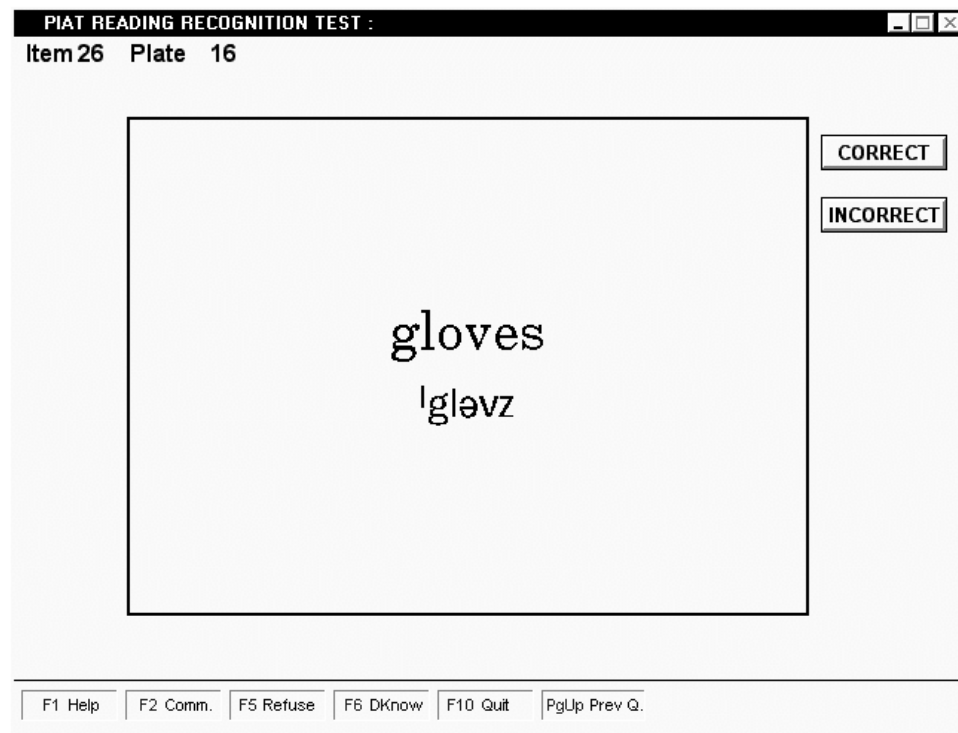 PIAT READING RECOGNITION TEST :
Item 26 Plate 16
CORRECT
INCORRECT
gloves
ˈgləvz
F1 Help F2 Comm. F5 Refuse F6 DKnow F10 Quit PgUp Prev Q.